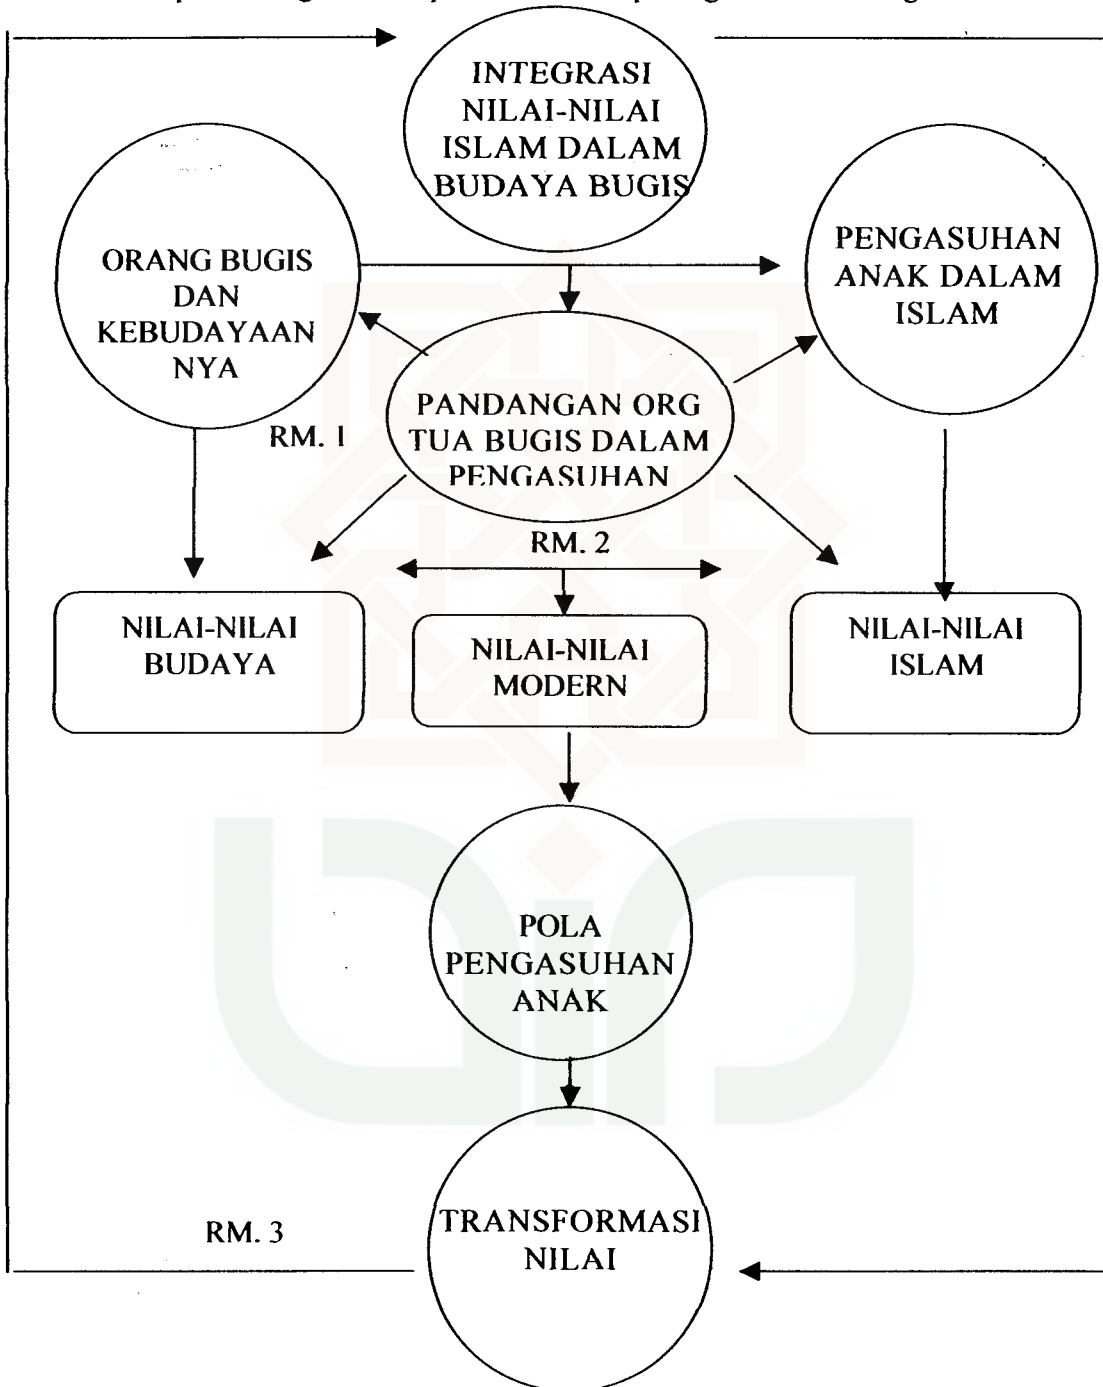 INTEGRASI
NILAI-NILAI
ISLAM DALAM
BUDAYA BUGIS
ORANG BUGIS
DAN
KEBUDAYAAN
NYA
PENGASUHAN
ANAK DALAM
ISLAM
PANDANGAN ORG
TUA BUGIS DALAM
PENGASUHAN
RM. 1
RM. 2
NILAI-NILAI
BUDAYA
NILAI-NILAI
MODERN
NILAI-NILAI
ISLAM
POLA
PENGASUHAN
ANAK
TRANSFORMASI
NILAI
RM. 3